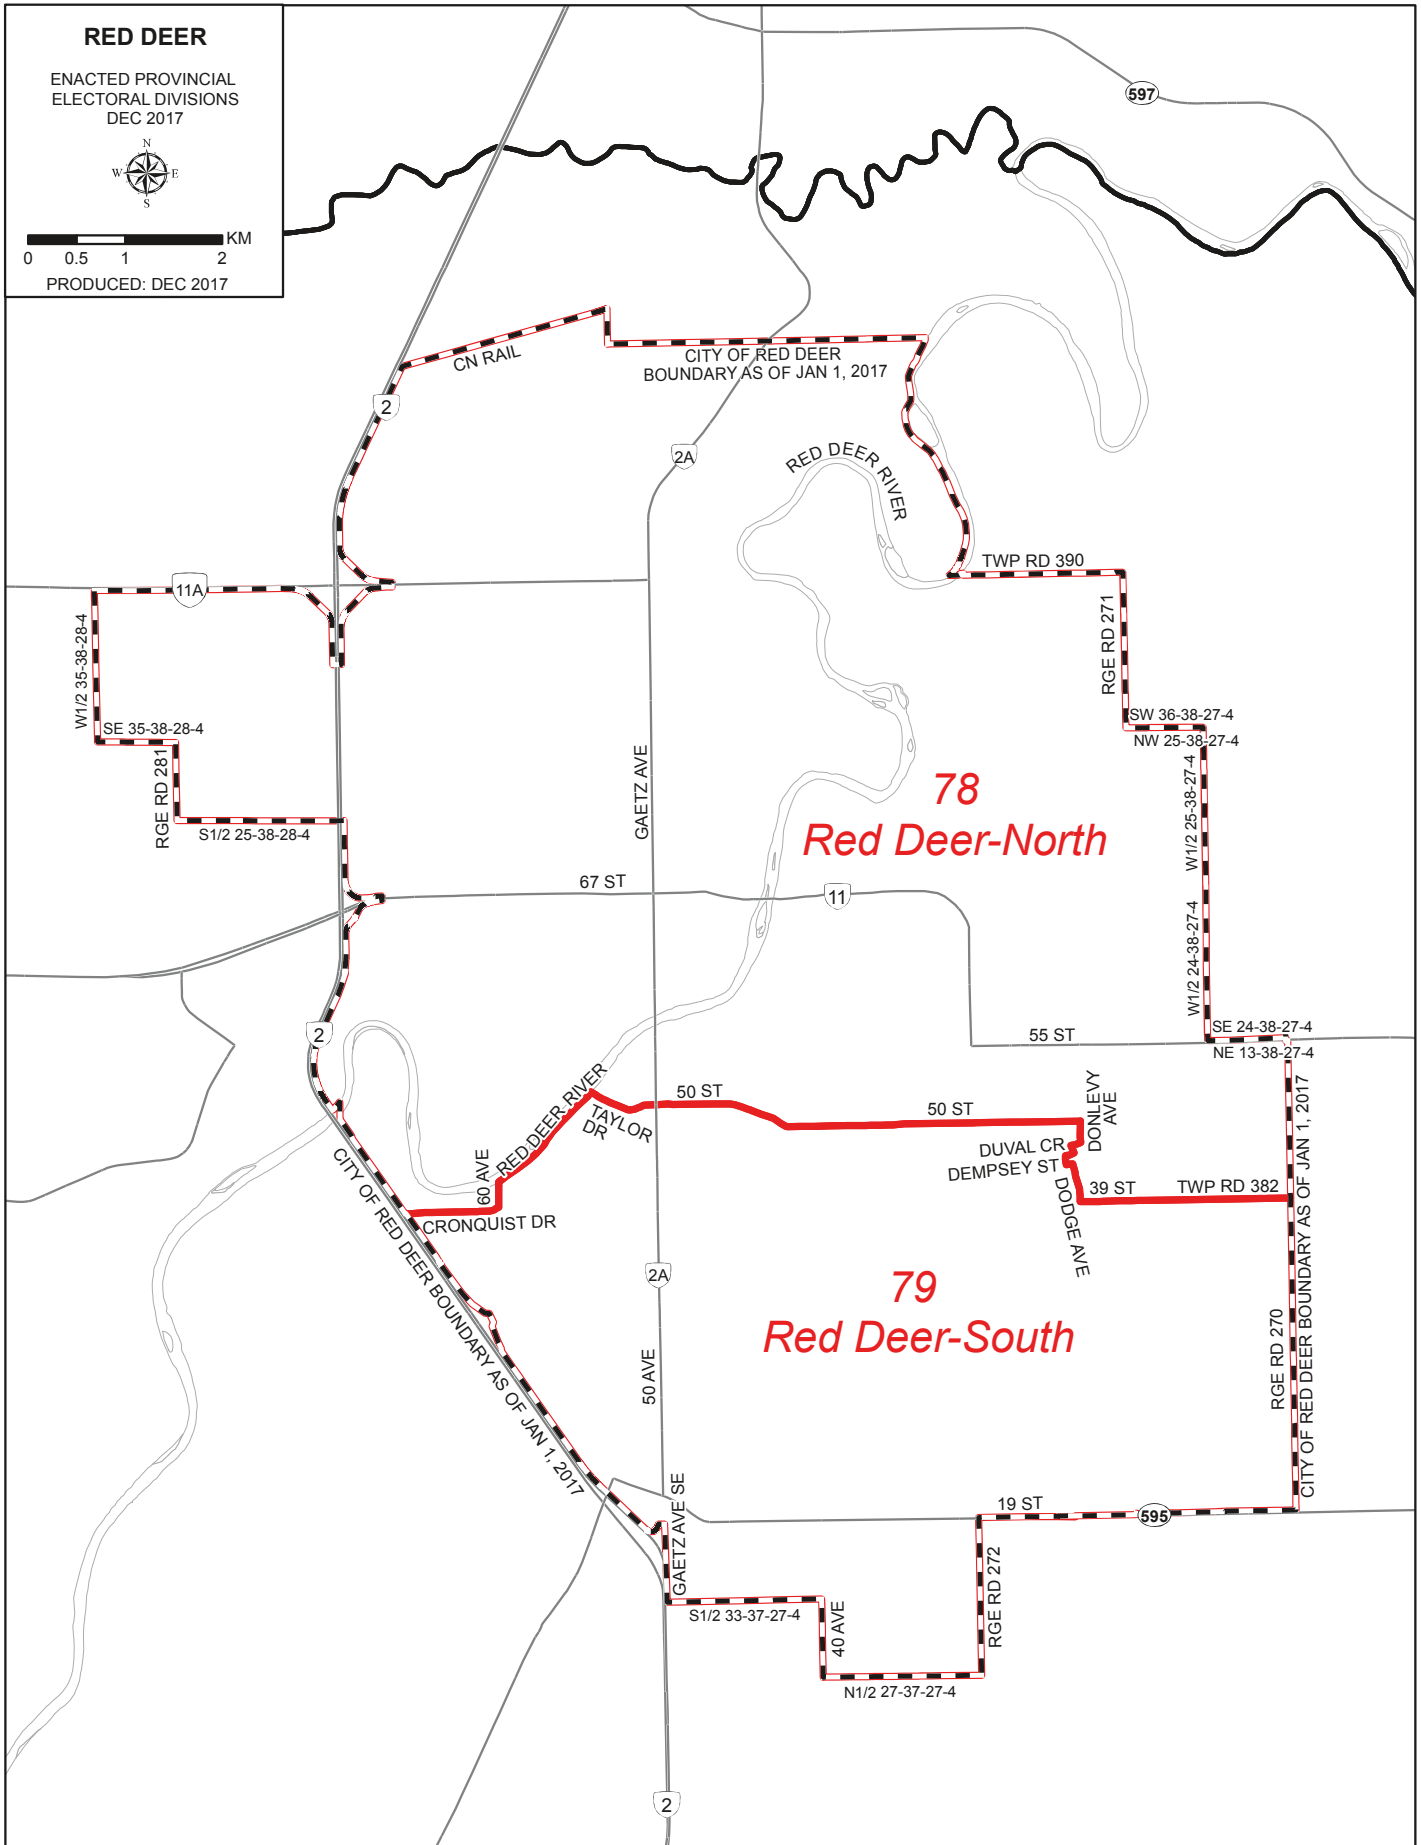 RED DEER
ENACTED PROVINCIAL
ELECTORAL DIVISIONS
DEC 2017
N
W E
S
KM
0 0.5 1 2
PRODUCED: DEC 2017
597
CN RAIL
CITY OF RED DEER
BOUNDARY AS OF JAN 1, 2017
2
2A
RED DEER RIVER
TWP RD 390
11A
RGE RD 271
W1/2 35-38-28-4
SE 35-38-28-4
RGE RD 281
S1/2 25-38-28-4
SW 36-38-27-4
NW 25-38-27-4
GAETZ AVE
78
Red Deer-North
W1/2 25-38-27-4
67 ST
11
W1/2 24-38-27-4
2
55 ST
SE 24-38-27-4
NE 13-38-27-4
RED DEER RIVER
50 ST
TAYLOR
DR
50 ST
DONLEVY
AVE
DUVAL CR
DEMPSEY ST
DODGE AVE
39 ST
TWP RD 382
60 AVE
CRONQUIST DR
CITY OF RED DEER BOUNDARY AS OF JAN 1, 2017
CITY OF RED DEER BOUNDARY AS OF JAN 1, 2017
2A
79
Red Deer-South
RGE RD 270
50 AVE
GAETZ AVE SE
19 ST
595
S1/2 33-37-27-4
40 AVE
RGE RD 272
N1/2 27-37-27-4
2